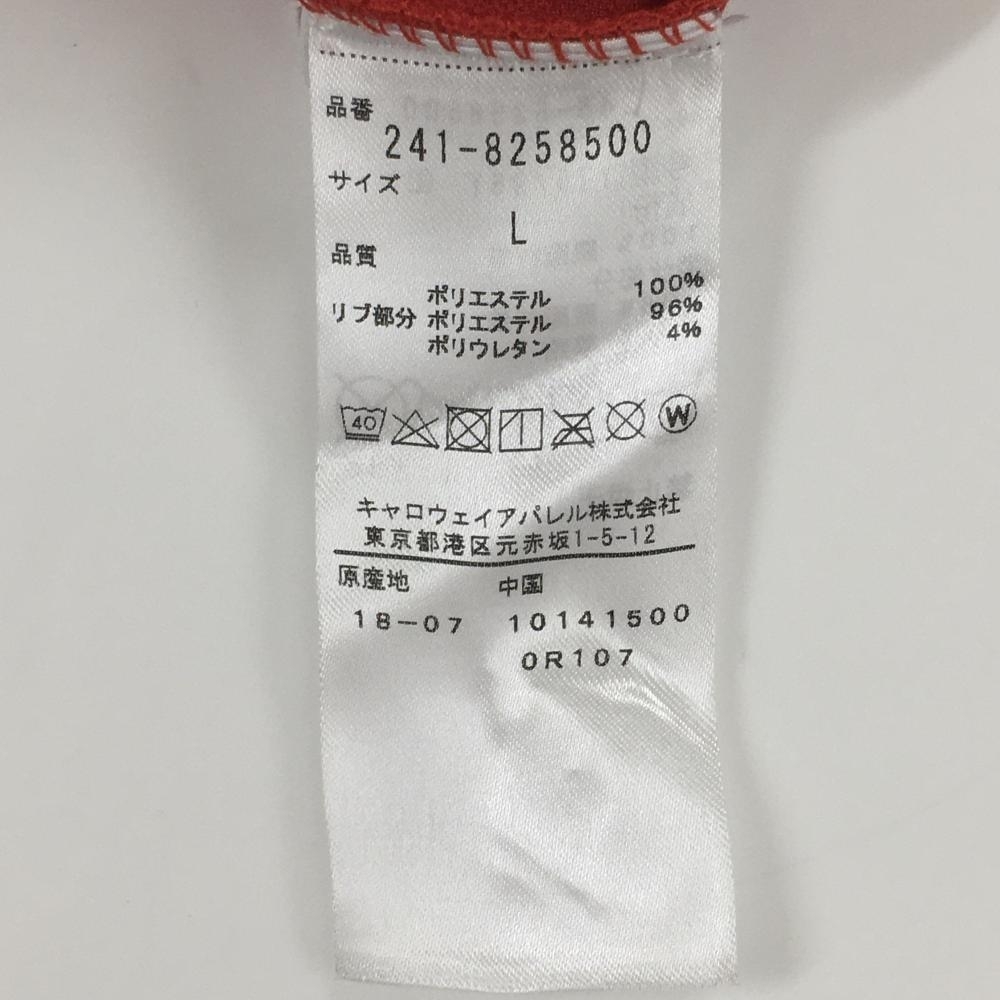 品番
241-8258500
サイズ
L
品質
ポリエステル 100%
リブ部分 ポリエステル 96%
ポリウレタン 4%
40 W
キャロウェイアパレル株式会社
東京都港区元赤坂1-5-12
原産地 中国
18-07 10141500
0R107